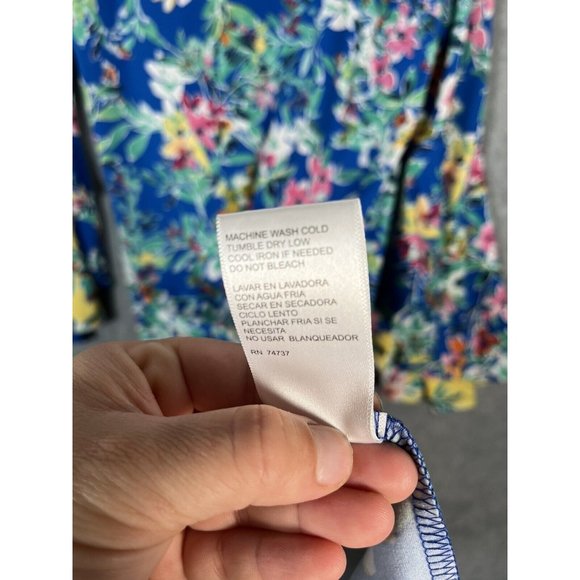 MACHINE WASH COLD
TUMBLE DRY LOW
COOL IRON IF NEEDED
DO NOT BLEACH
LAVAR EN LAVADORA
CON AGUA FRIA
SECAR EN SECADORA
CICLO LENTO
PLANCHAR FRIA SI SE
NECESITA
NO USAR BLANQUEADOR
RN 74737